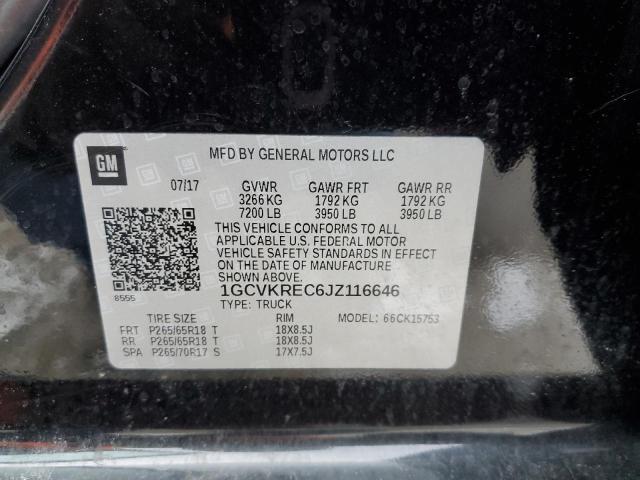 GM
MFD BY GENERAL MOTORS LLC
07/17 GVWR GAWR FRT GAWR RR
3266 KG 1792 KG 1792 KG
7200 LB 3950 LB 3950 LB
THIS VEHICLE CONFORMS TO ALL
APPLICABLE U.S. FEDERAL MOTOR
VEHICLE SAFETY STANDARDS IN EFFECT
ON THE DATE OF MANUFACTURE
SHOWN ABOVE.
8555
1GCVKREC6JZ116646
TYPE: TRUCK
TIRE SIZE RIM MODEL: 66CK15753
FRT P265/65R18 T 18X8.5J
RR P265/65R18 T 18X8.5J
SPA P265/70R17 S 17X7.5J